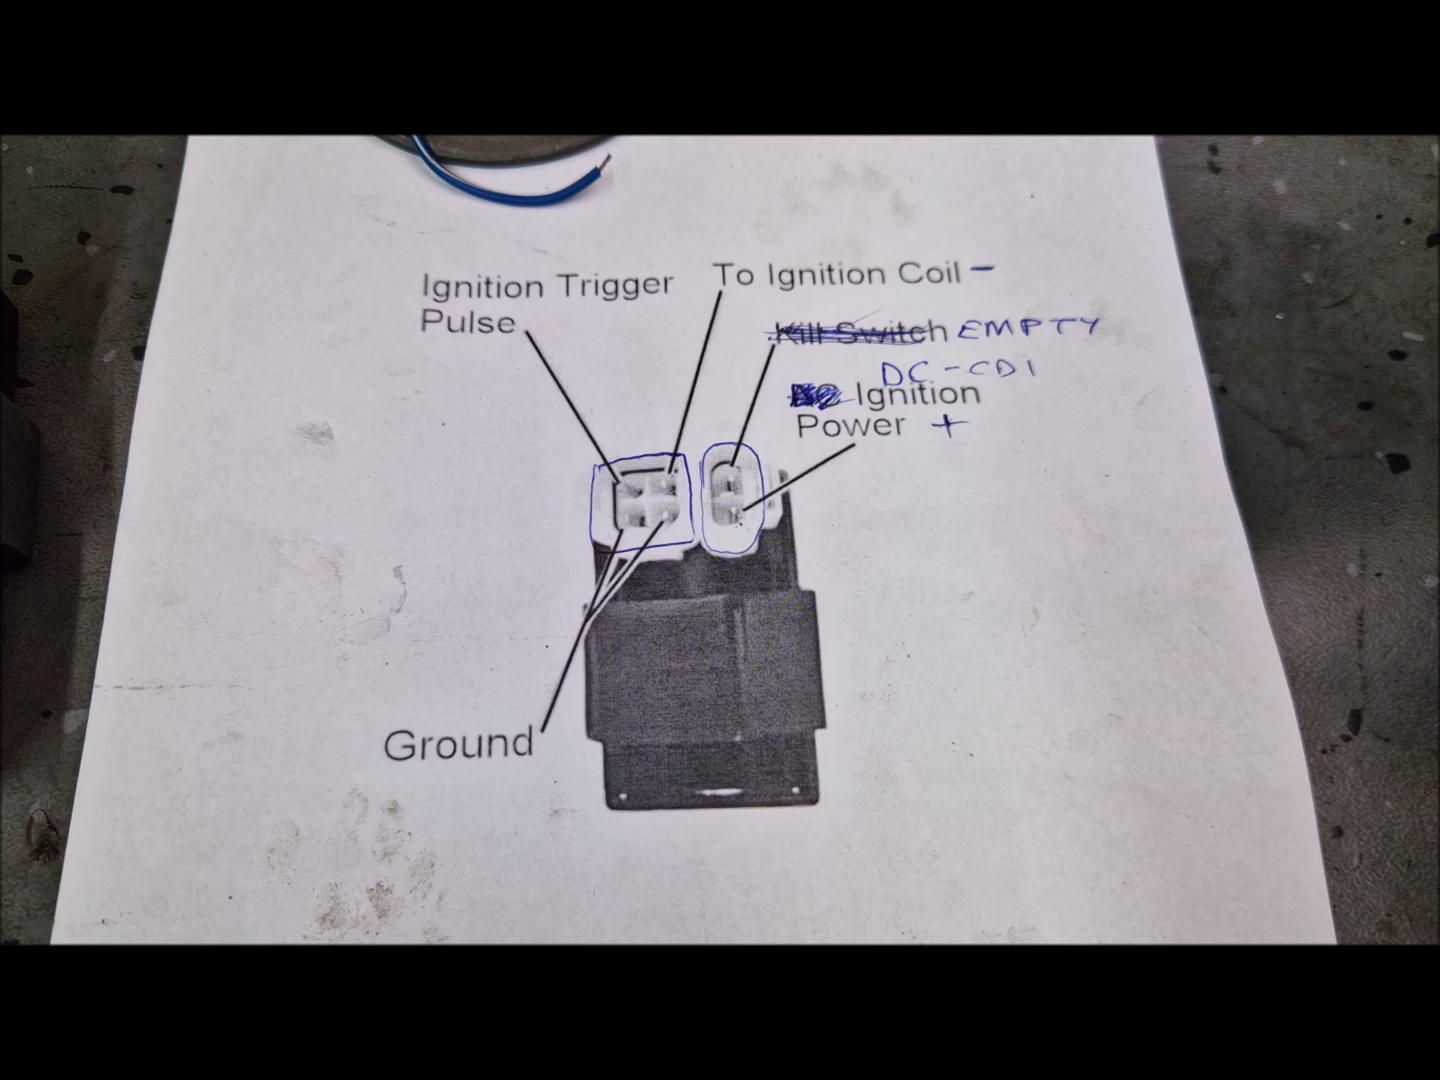 Ignition Trigger
Pulse
To Ignition Coil -
Kill Switch EMPTY
DC-CDI
Ignition
Power +
Ground